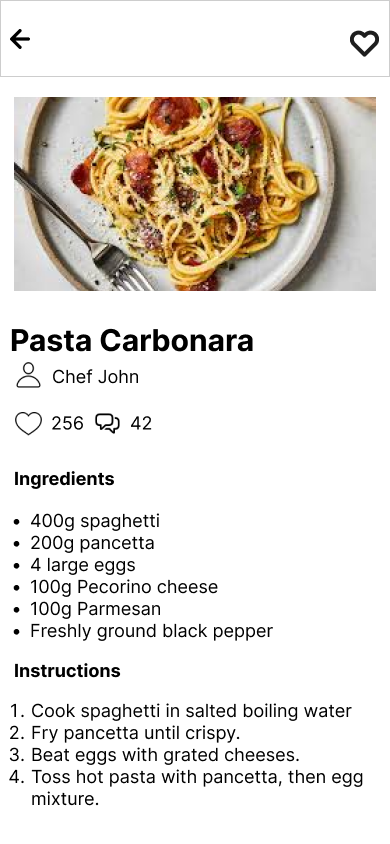 Pasta Carbonara
Chef John
256 42
Ingredients
• 400g spaghetti
• 200g pancetta
• 4 large eggs
• 100g Pecorino cheese
• 100g Parmesan
• Freshly ground black pepper
Instructions
1. Cook spaghetti in salted boiling water
2. Fry pancetta until crispy.
3. Beat eggs with grated cheeses.
4. Toss hot pasta with pancetta, then egg
mixture.